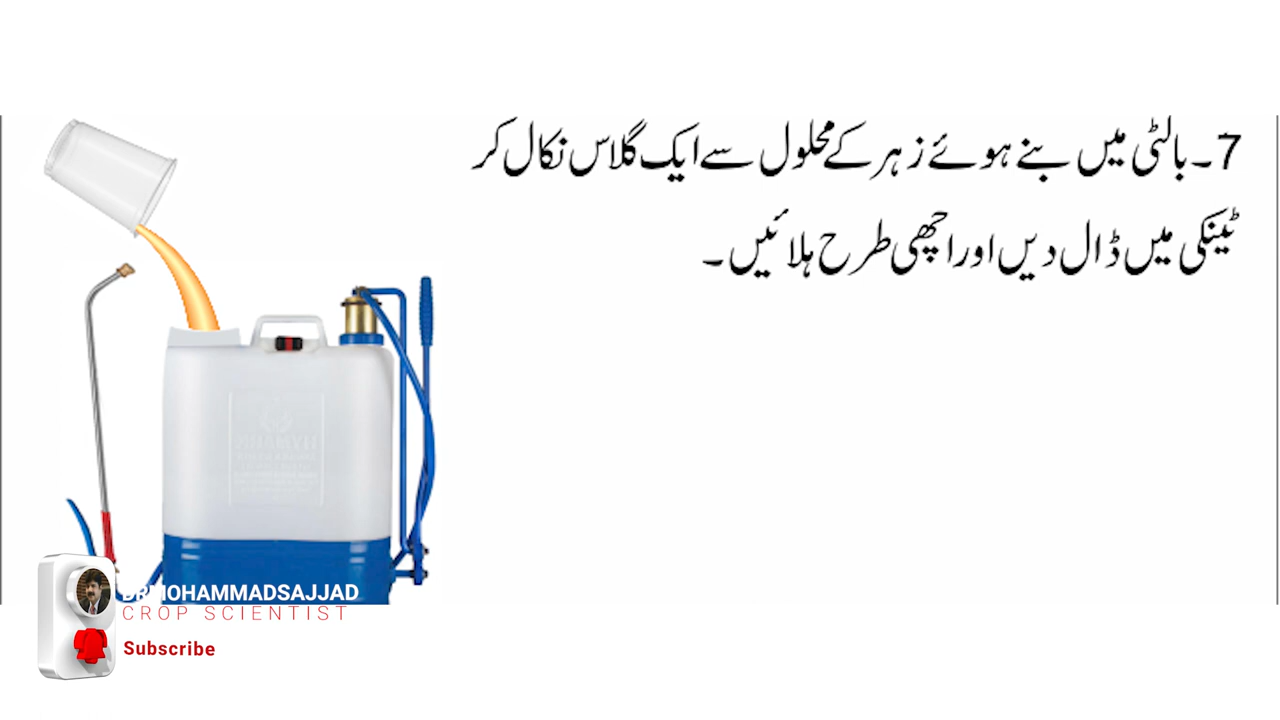 7۔ بالٹی میں بنے ہوئے زہر کے محلول سے ایک گلاس نکال کر
ٹینکی میں ڈال دیں اور اچھی طرح ہلائیں۔
DRMOHAMMADSAJJAD
CROP SCIENTIST
Subscribe